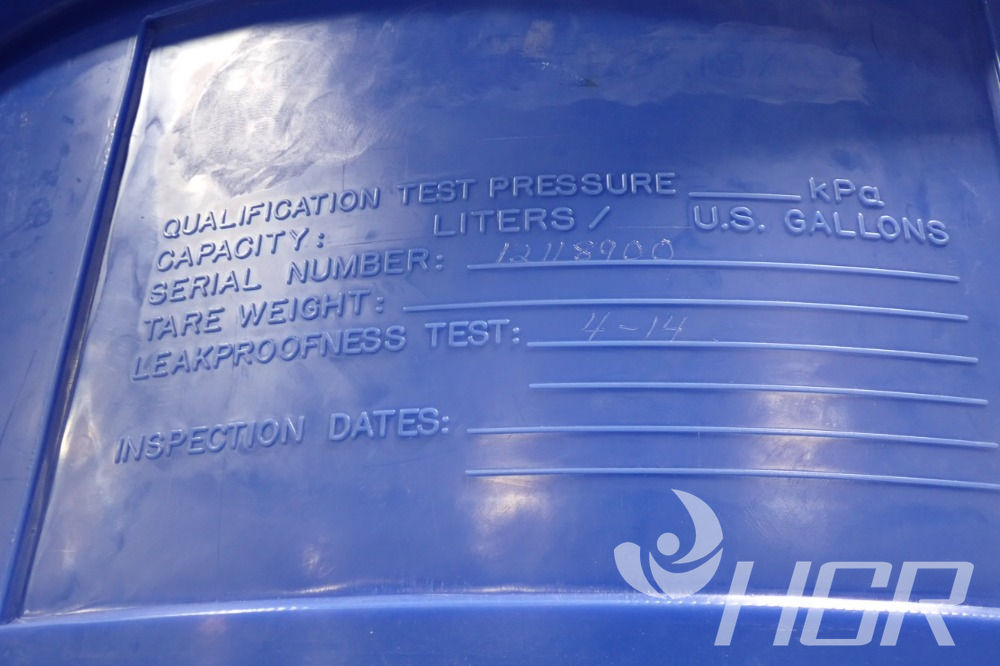 QUALIFICATION TEST PRESSURE ______ kPa
CAPACITY: LITERS / U.S. GALLONS
SERIAL NUMBER: 12118900
TARE WEIGHT:
LEAKPROOFNESS TEST: 4-14
INSPECTION DATES:
HGR